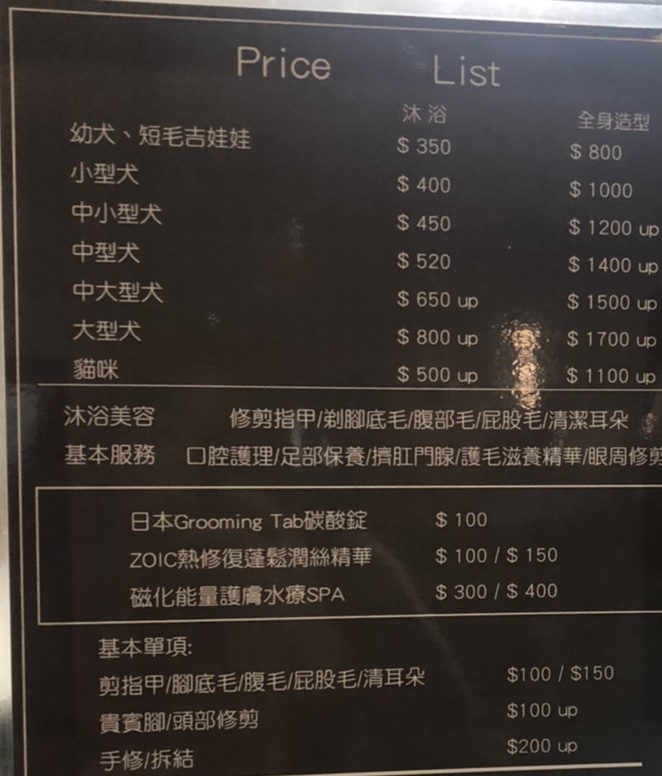 Price List
沐浴 全身造型
幼犬、短毛吉娃娃 $ 350 $ 800
小型犬 $ 400 $ 1000
中小型犬 $ 450 $ 1200 up
中型犬 $ 520 $ 1400 up
中大型犬 $ 650 up $ 1500 up
大型犬 $ 800 up $ 1700 up
貓咪 $ 500 up $ 1100 up
沐浴美容 修剪指甲/剃腳底毛/腹部毛/屁股毛/清潔耳朵
基本服務 口腔護理/足部保養/擠肛門腺/護毛滋養精華/眼周修剪
日本Grooming Tab碳酸錠 $ 100
ZOIC熱修復蓬鬆潤絲精華 $ 100 / $ 150
磁化能量護膚水療SPA $ 300 / $ 400
基本單項:
剪指甲/腳底毛/腹毛/屁股毛/清耳朵 $100 / $150
貴賓腳/頭部修剪 $100 up
手修/拆結 $200 up